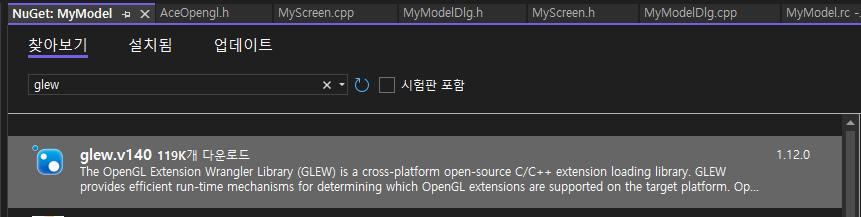 NuGet: MyModel AceOpengl.h MyScreen.cpp MyModelDlg.h MyScreen.h MyModelDlg.cpp MyModel.rc -
찾아보기 설치됨 업데이트
glew 시험판 포함
glew.v140 119K개 다운로드 1.12.0
The OpenGL Extension Wrangler Library (GLEW) is a cross-platform open-source C/C++ extension loading library. GLEW
provides efficient run-time mechanisms for determining which OpenGL extensions are supported on the target platform. Op...